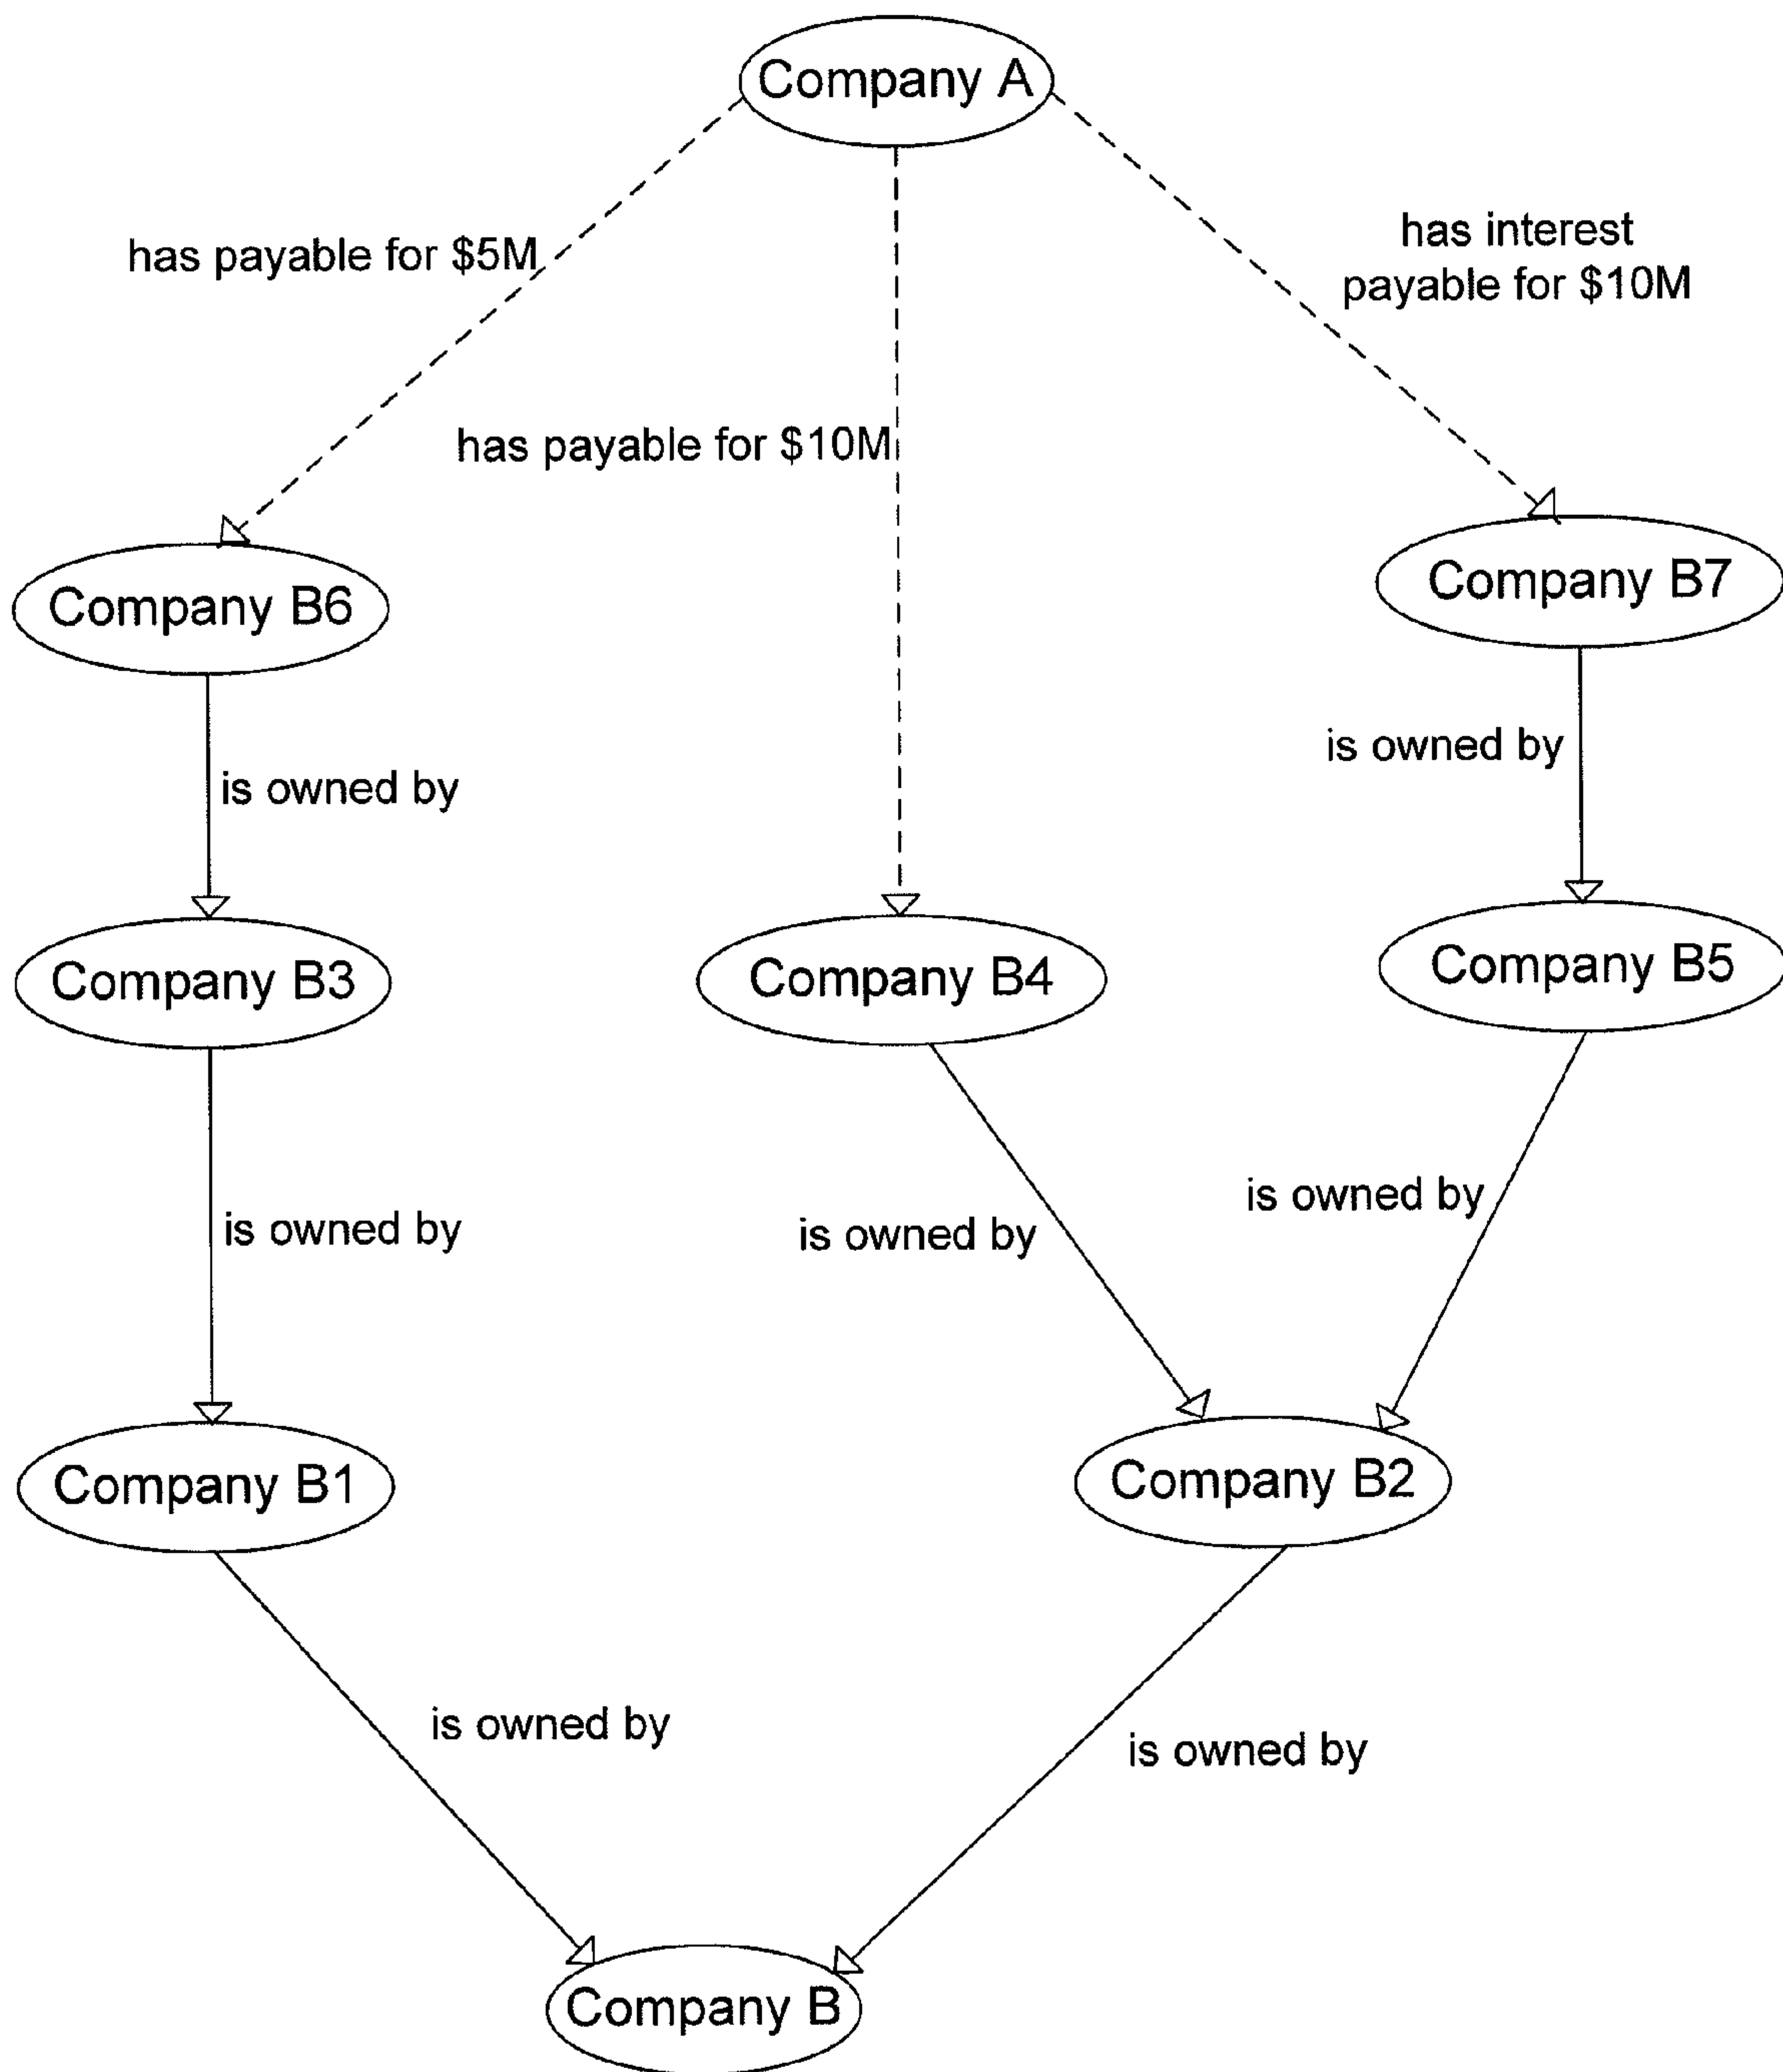 Company A
has payable for $5M
has interest
payable for $10M
has payable for $10M
Company B6
Company B7
is owned by
is owned by
Company B3
Company B4
Company B5
is owned by
is owned by
is owned by
Company B1
Company B2
is owned by
is owned by
Company B